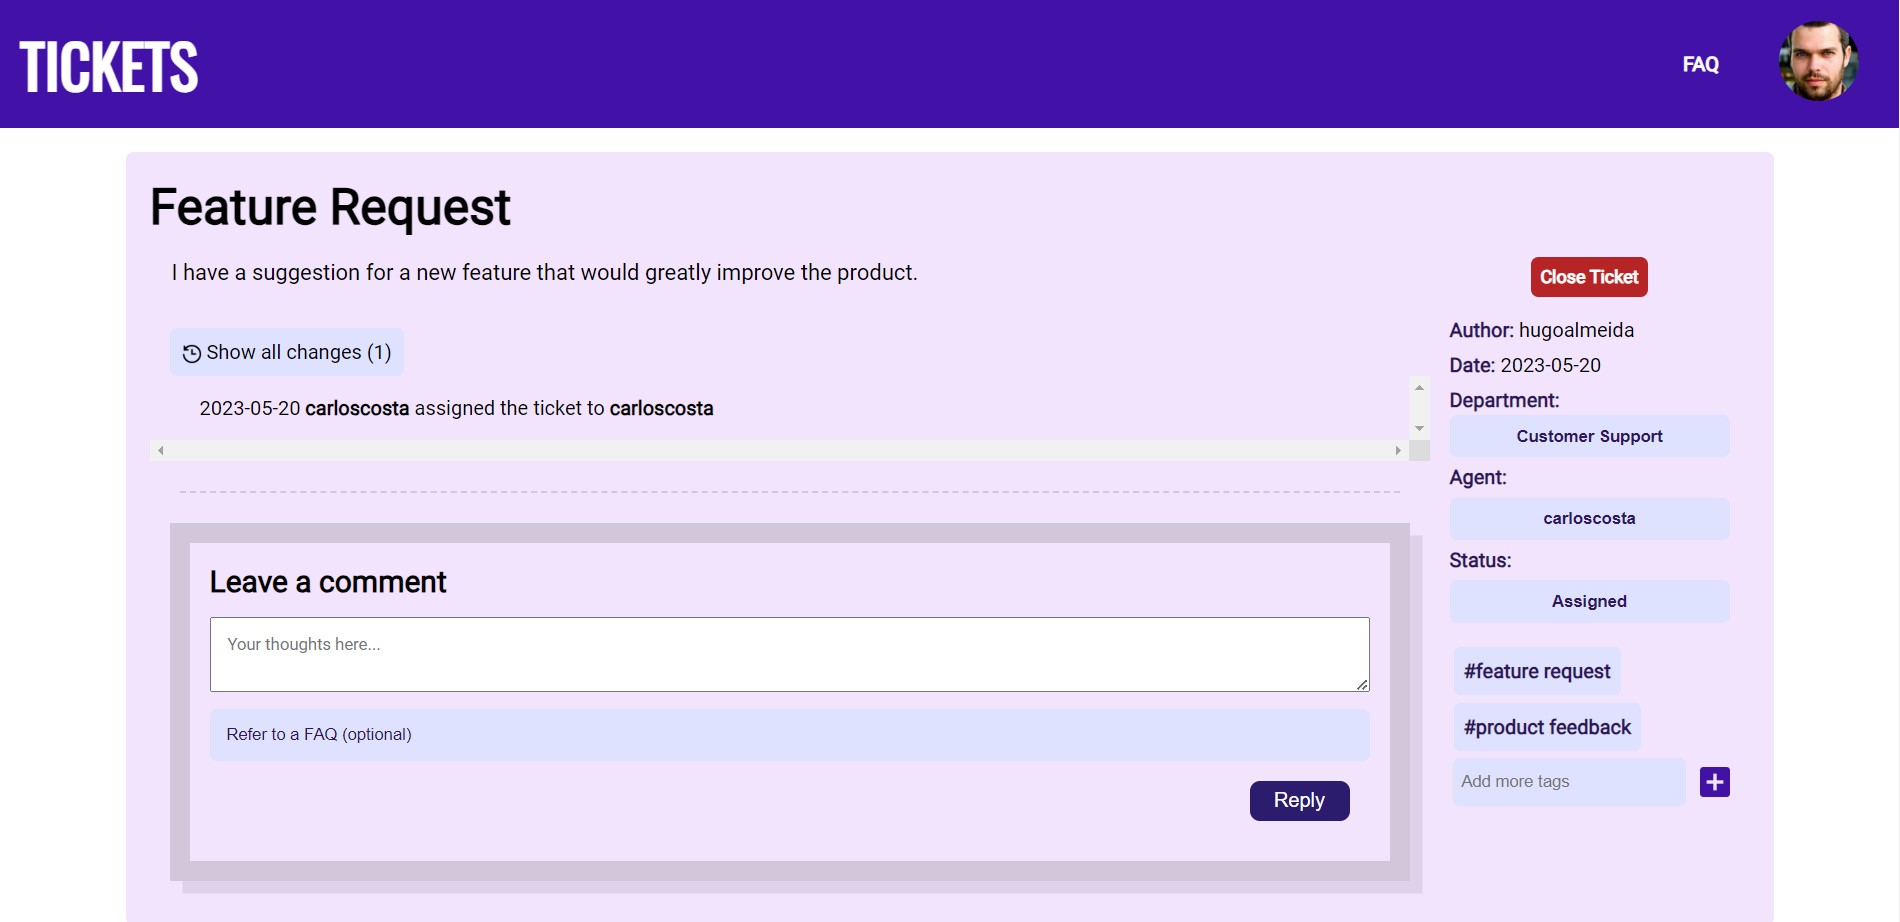 TICKETS
FAQ
Feature Request
I have a suggestion for a new feature that would greatly improve the product.
Show all changes (1)
2023-05-20 carloscosta assigned the ticket to carloscosta
Leave a comment
Your thoughts here...
Refer to a FAQ (optional)
Reply
Close Ticket
Author: hugoalmeida
Date: 2023-05-20
Department:
Customer Support
Agent:
carloscosta
Status:
Assigned
#feature request
#product feedback
Add more tags